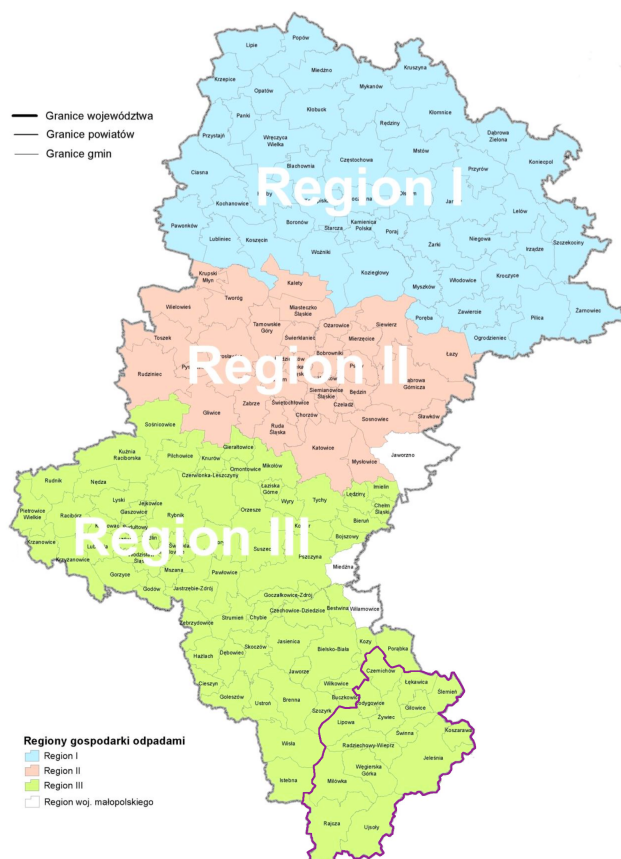 Popów
Lipie
Kruszyna
Miedźno
Krzepice
Mykanów
Opatów
Kłobuck
Kłomnice
Granice województwa
Panki
Rędziny
Granice powiatów
Przystajń
Wręczyca
Wielka
Mstów
Dąbrowa
Zielona
Koniecpol
Granice gmin
Blachownia
Częstochowa
Przyrów
Ciasna
Region I
Kochanowice
Lelów
Pawonków
Boronów
Starcza
Kamienica
Polska
Poraj
Lubliniec
Koszęcin
Woźniki
Żarki
Niegowa
Irządze
Szczekociny
Krupski
Młyn
Kalety
Koziegłowy
Myszków
Włodowice
Kroczyce
Tworóg
Wielowieś
Miasteczko
Śląskie
Ożarowice
Siewierz
Poręba
Zawiercie
Pilica
Żarnowiec
Toszek
Tarnowskie
Góry
Świerklaniec
Mierzęcice
Ogrodzieniec
Bobrowniki
Łazy
Region II
Rudziniec
Siemianowice
Śląskie
Będzin
Gliwice
Zabrze
Świętochłowice
Czeladź
Sławków
Chorzów
Sosnowiec
Sośnicowice
Ruda
Śląska
Katowice
Gierałtowice
Mysłowice
Jaworzno
Kuźnia
Raciborska
Pilchowice
Knurów
Ornontowice
Mikołów
Rudnik
Nędza
Czerwionka-Leszczyny
Łaziska
Górne
Tychy
Lędziny
Imielin
Lyski
Jejkowice
Wyry
Chełm
Śląski
Pietrowice
Wielkie
Gaszowice
Rybnik
Orzesze
Bieruń
Bojszowy
Region III
Krzanowice
Suszec
Pszczyna
Krzyżanowice
Mszana
Pawłowice
Miedźna
Gorzyce
Godów
Jastrzębie-Zdrój
Goczałkowice-Zdrój
Zebrzydowice
Strumień
Chybie
Czechowice-Dziedzice
Bestwina
Wilamowice
Hażlach
Dębowiec
Skoczów
Jasienica
Bielsko-Biała
Kozy
Porąbka
Cieszyn
Jaworze
Wilkowice
Czernichów
Łękawica
Ślemień
Goleszów
Ustroń
Brenna
Buczkowice
Gilowice
Szczyrk
Lipowa
Żywiec
Świnna
Koszarawa
Regiony gospodarki odpadami
Wisła
Radziechowy-Wieprz
Jeleśnia
Region I
Region II
Węgierska
Górka
Region III
Istebna
Milówka
Region woj. małopolskiego
Rajcza
Ujsoły